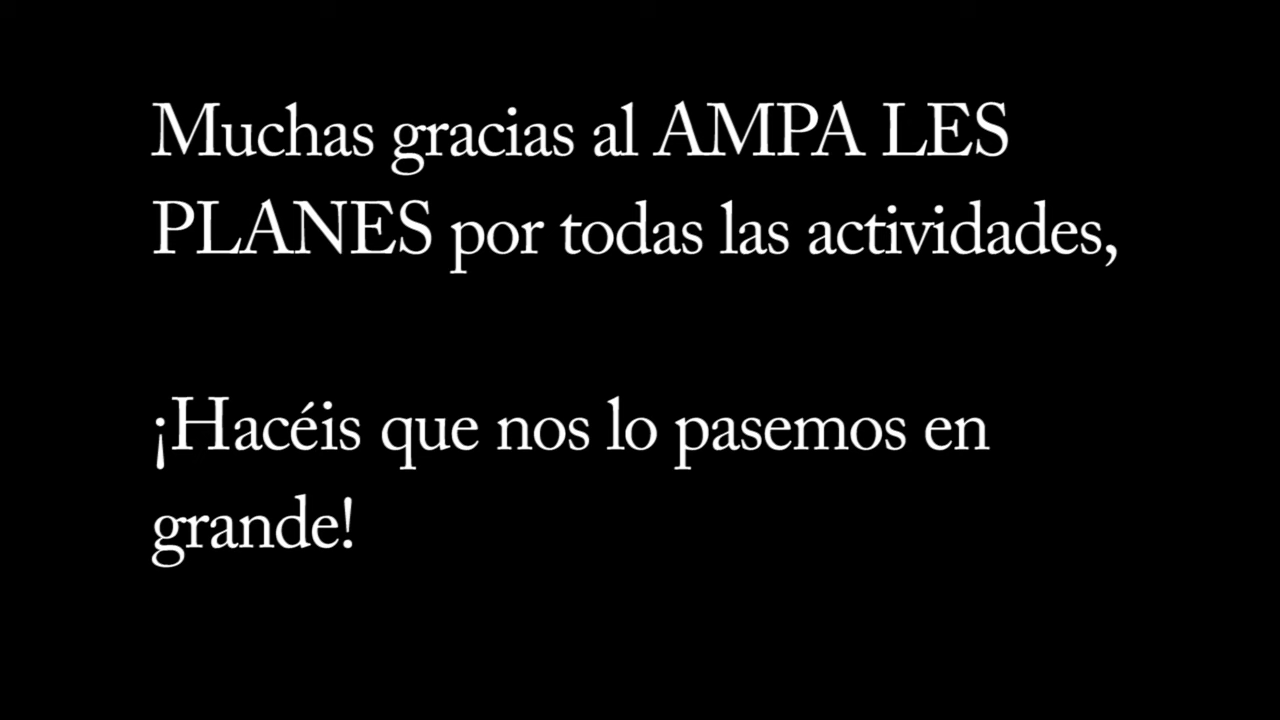 Muchas gracias al AMPA LES
PLANES por todas las actividades,
¡Hacéis que nos lo pasemos en
grande!